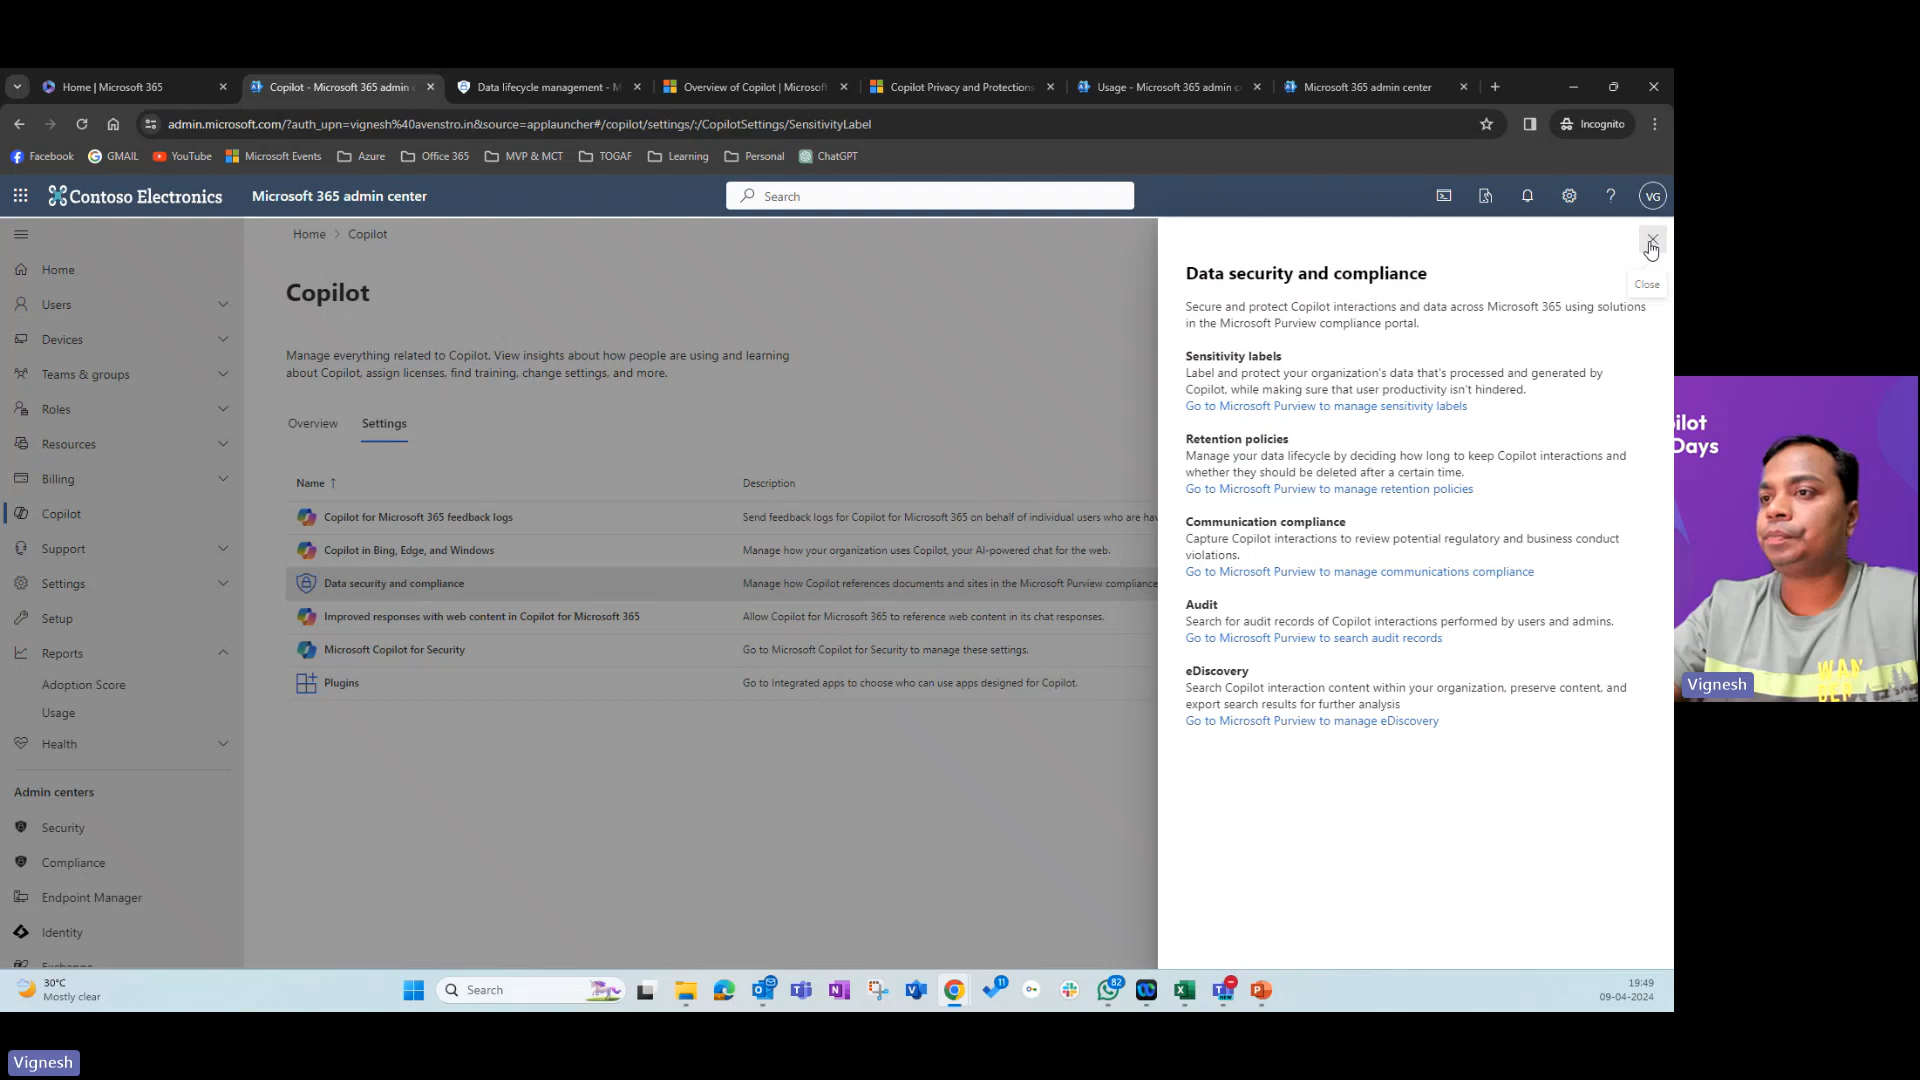 Home | Microsoft 365
Copilot - Microsoft 365 admin c
Data lifecycle management - M
Overview of Copilot | Microsoft
Copilot Privacy and Protections
Usage - Microsoft 365 admin c
Microsoft 365 admin center
admin.microsoft.com/?auth_upn=vignesh%40avenstro.in&source=applauncher#/copilot/settings/:/CopilotSettings/SensitivityLabel
Incognito
Facebook
GMAIL
YouTube
Microsoft Events
Azure
Office 365
MVP & MCT
TOGAF
Learning
Personal
ChatGPT
Contoso Electronics
Microsoft 365 admin center
Search
VG
Home
Users
Devices
Teams & groups
Roles
Resources
Billing
Copilot
Support
Settings
Setup
Reports
Adoption Score
Usage
Health
Admin centers
Security
Compliance
Endpoint Manager
Identity
Home > Copilot
Copilot
Manage everything related to Copilot. View insights about how people are using and learning
about Copilot, assign licenses, find training, change settings, and more.
Overview
Settings
Name ↑
Description
Copilot for Microsoft 365 feedback logs
Send feedback logs for Copilot for Microsoft 365 on behalf of individual users who are hav
Copilot in Bing, Edge, and Windows
Manage how your organization uses Copilot, your AI-powered chat for the web.
Data security and compliance
Manage how Copilot references documents and sites in the Microsoft Purview compliance
Improved responses with web content in Copilot for Microsoft 365
Allow Copilot for Microsoft 365 to reference web content in its chat responses.
Microsoft Copilot for Security
Go to Microsoft Copilot for Security to manage these settings.
Plugins
Go to Integrated apps to choose who can use apps designed for Copilot.
Close
Data security and compliance
Secure and protect Copilot interactions and data across Microsoft 365 using solutions
in the Microsoft Purview compliance portal.
Sensitivity labels
Label and protect your organization's data that's processed and generated by
Copilot, while making sure that user productivity isn't hindered.
Go to Microsoft Purview to manage sensitivity labels
Retention policies
Manage your data lifecycle by deciding how long to keep Copilot interactions and
whether they should be deleted after a certain time.
Go to Microsoft Purview to manage retention policies
Communication compliance
Capture Copilot interactions to review potential regulatory and business conduct
violations.
Go to Microsoft Purview to manage communications compliance
Audit
Search for audit records of Copilot interactions performed by users and admins.
Go to Microsoft Purview to search audit records
eDiscovery
Search Copilot interaction content within your organization, preserve content, and
export search results for further analysis
Go to Microsoft Purview to manage eDiscovery
ilot
Days
WAN
Vignesh
30°C
Mostly clear
Search
11
82
NEW
19:49
09-04-2024
Vignesh